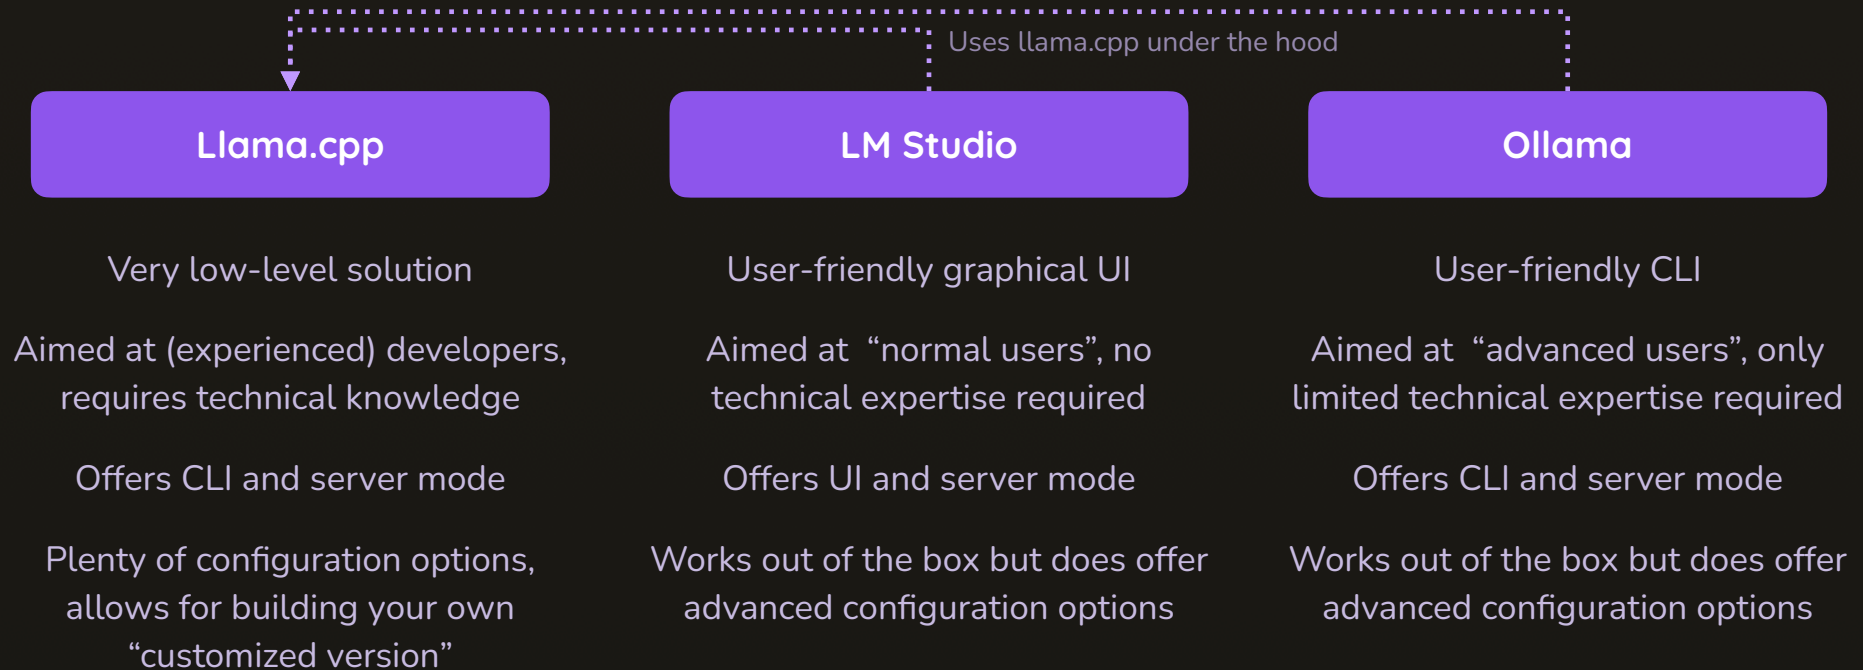 Uses llama.cpp under the hood
Llama.cpp
Very low-level solution
Aimed at (experienced) developers,
requires technical knowledge
Offers CLI and server mode
Plenty of configuration options,
allows for building your own
“customized version”
LM Studio
User-friendly graphical UI
Aimed at  “normal users”, no
technical expertise required
Offers UI and server mode
Works out of the box but does offer
advanced configuration options
Ollama
User-friendly CLI
Aimed at  “advanced users”, only
limited technical expertise required
Offers CLI and server mode
Works out of the box but does offer
advanced configuration options